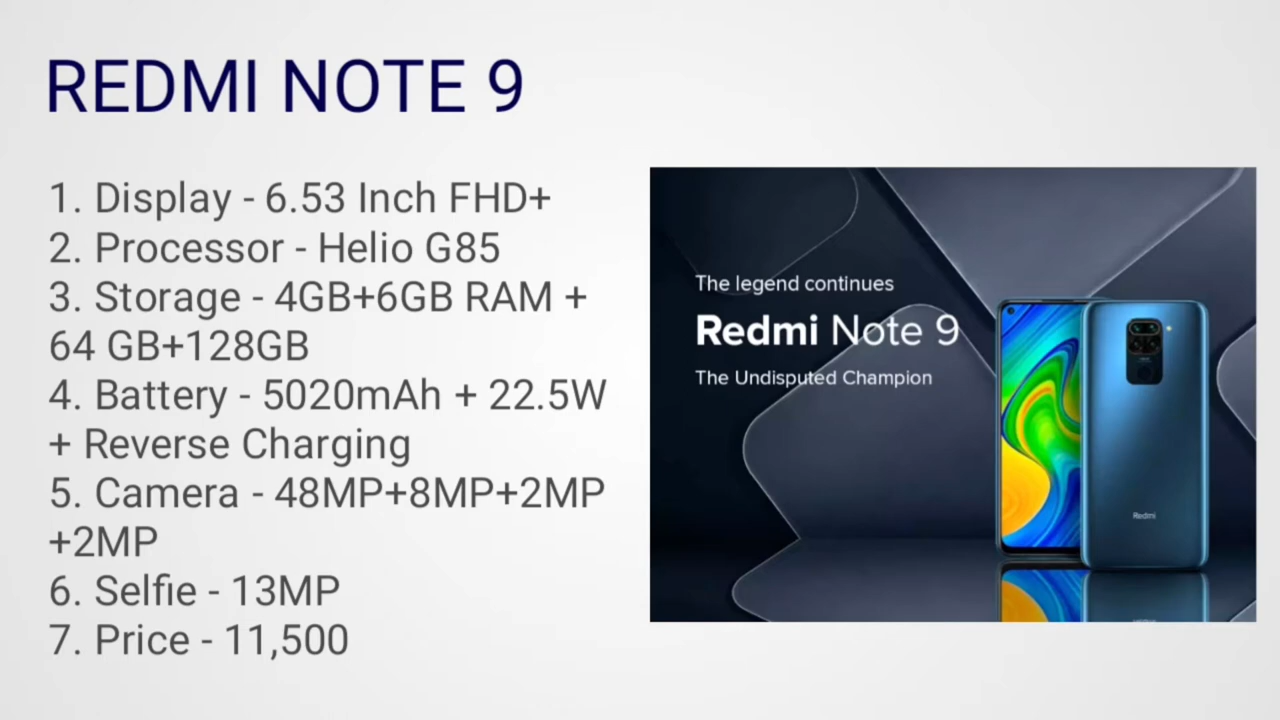 REDMI NOTE 9
1. Display - 6.53 Inch FHD+
2. Processor - Helio G85
3. Storage - 4GB+6GB RAM +
64 GB+128GB
4. Battery - 5020mAh + 22.5W
+ Reverse Charging
5. Camera - 48MP+8MP+2MP
+2MP
6. Selfie - 13MP
7. Price - 11,500
The legend continues
Redmi Note 9
The Undisputed Champion
Redmi